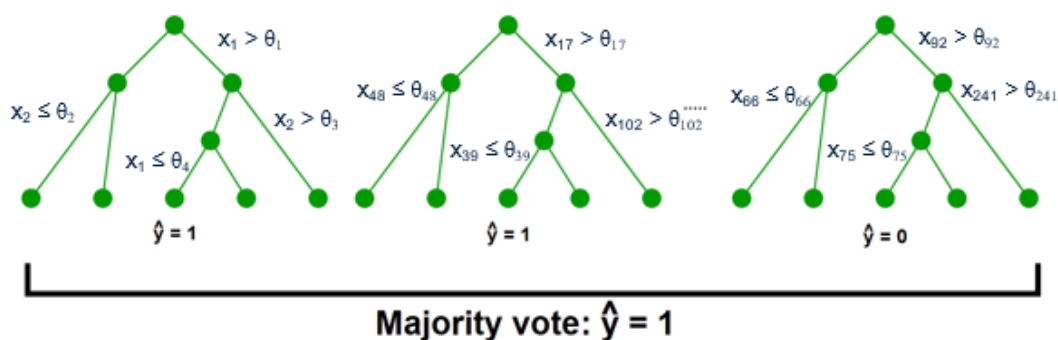 x₁ > θ₁
x₂ ≤ θ₂
x₂ > θ₃
x₁ ≤ θ₄
ŷ = 1
x₁₇ > θ₁₇
x₄₈ ≤ θ₄₈
x₁₀₂ > θ₁₀₂
.....
x₃₉ ≤ θ₃₉
ŷ = 1
x₉₂ > θ₉₂
x₆₆ ≤ θ₆₆
x₂₄₁ > θ₂₄₁
x₇₅ ≤ θ₇₅
ŷ = 0
Majority vote: ŷ = 1